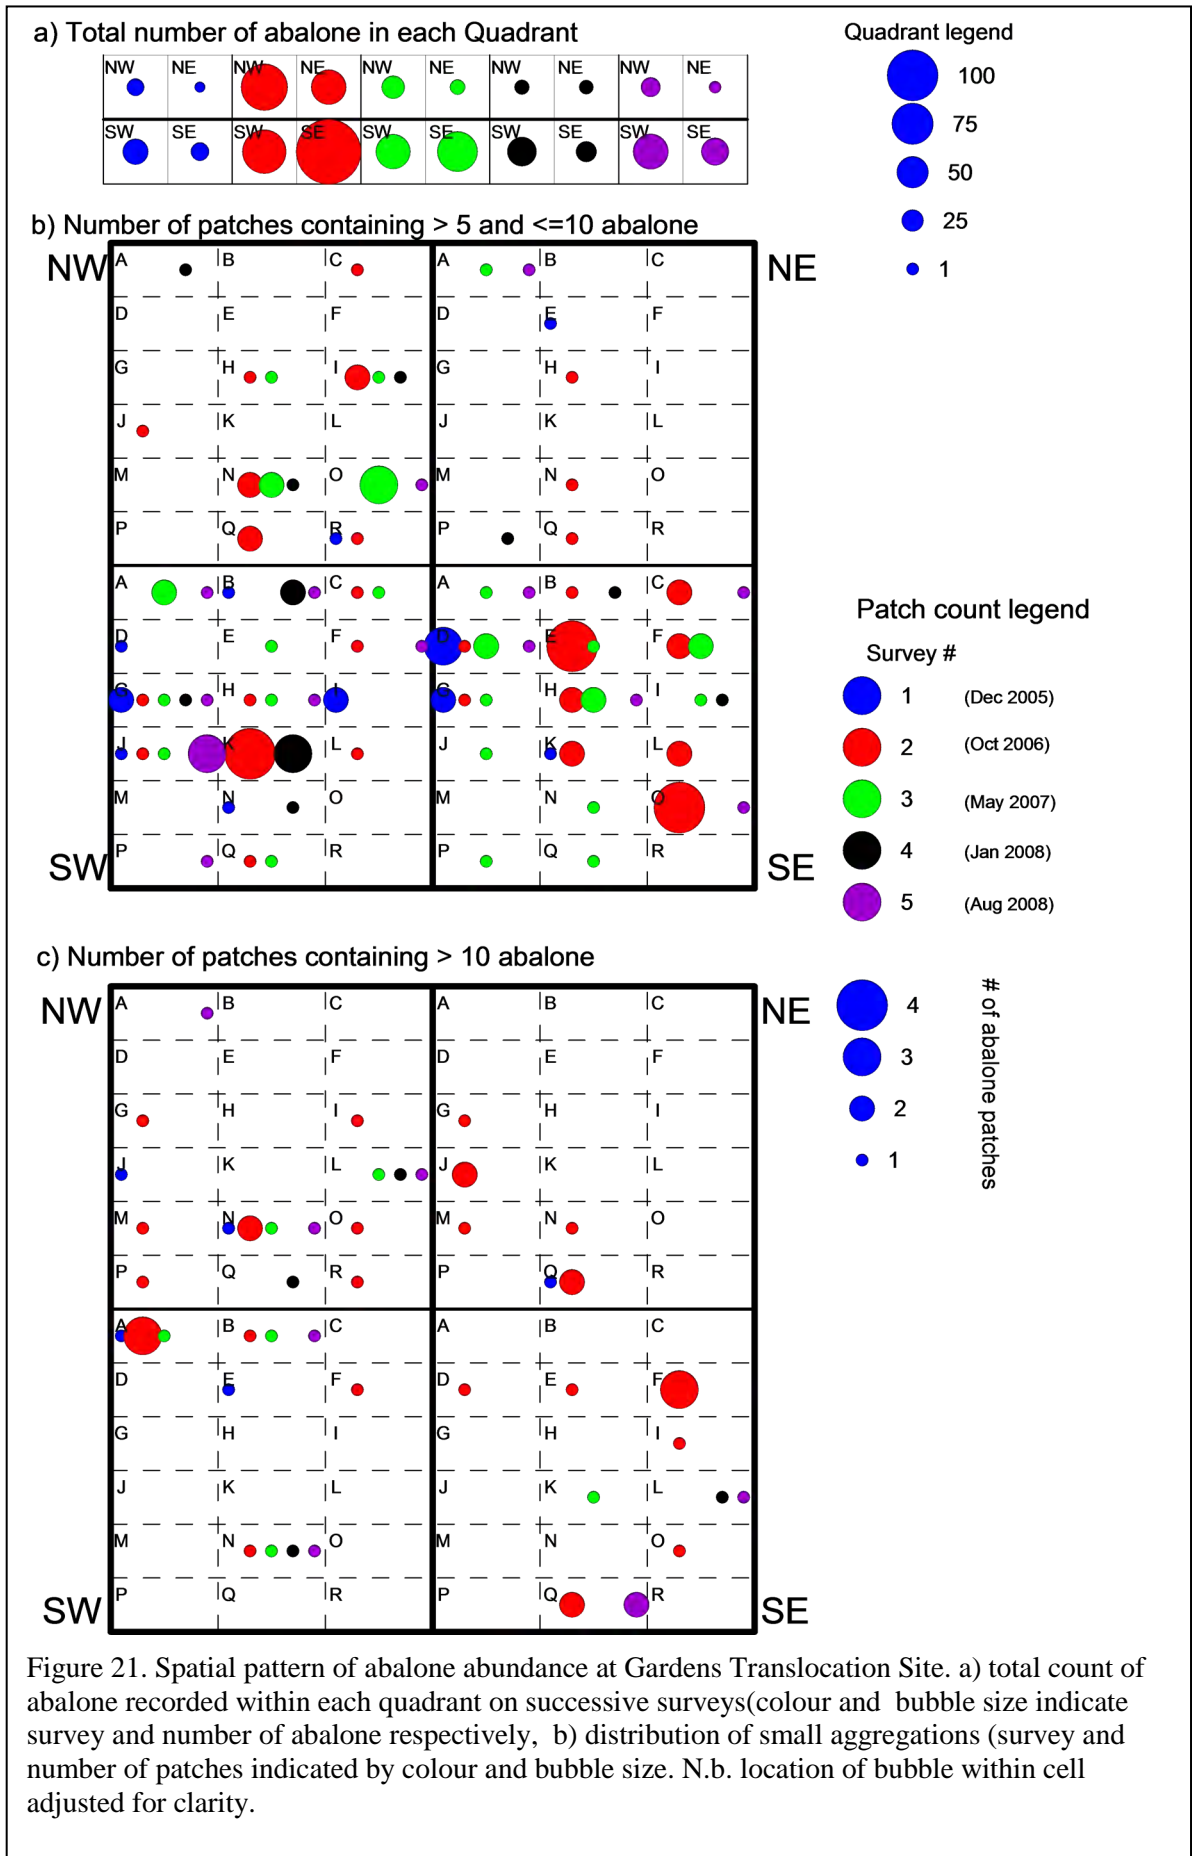 a) Total number of abalone in each Quadrant
NW NE NW NE NW NE NW NE NW NE
SW SE SW SE SW SE SW SE SW SE
Quadrant legend
100
75
50
25
1
b) Number of patches containing > 5 and <=10 abalone
NW A B C A B C NE
D E F D E F
G H I G H I
J K L J K L
M N O M N O
P Q R P Q R
A B C A B C
D E F D E F
G H I G H I
J K L J K L
M N O M N O
SW P Q R P Q R SE
Patch count legend
Survey #
1 (Dec 2005)
2 (Oct 2006)
3 (May 2007)
4 (Jan 2008)
5 (Aug 2008)
c) Number of patches containing > 10 abalone
NW A B C A B C NE
D E F D E F
G H I G H I
J K L J K L
M N O M N O
P Q R P Q R
A B C A B C
D E F D E F
G H I G H I
J K L J K L
M N O M N O
SW P Q R P Q R SE
4
3
2
1
# of abalone patches
Figure 21. Spatial pattern of abalone abundance at Gardens Translocation Site. a) total count of
abalone recorded within each quadrant on successive surveys(colour and  bubble size indicate
survey and number of abalone respectively,  b) distribution of small aggregations (survey and
number of patches indicated by colour and bubble size. N.b. location of bubble within cell
adjusted for clarity.